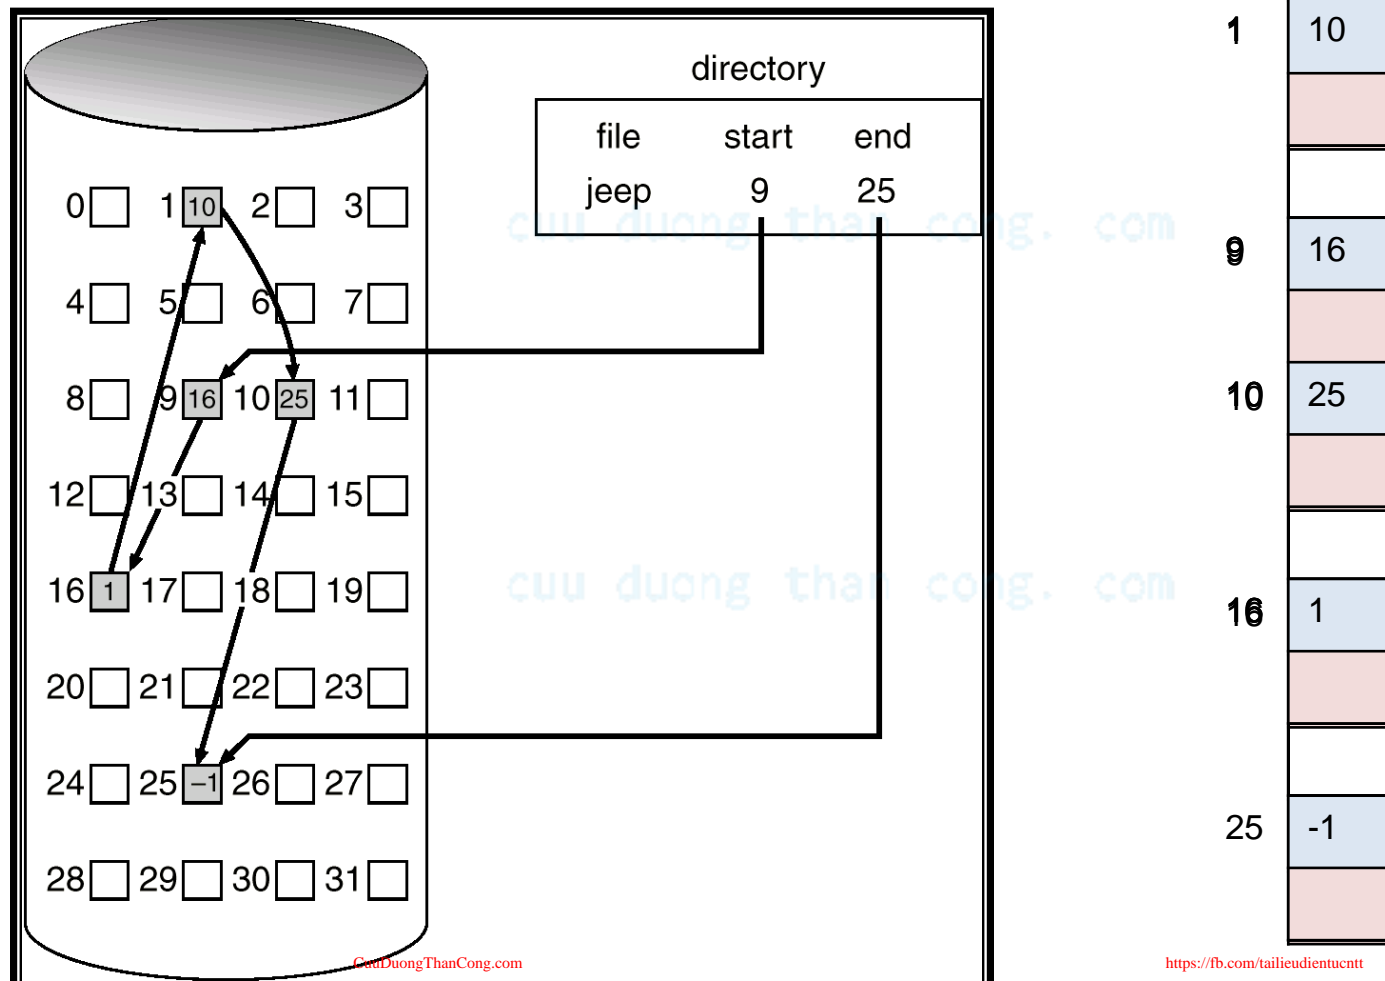 directory
file start end
jeep 9 25
0 1 10 2 3
4 5 6 7
8 9 16 10 25 11
12 13 14 15
16 1 17 18 19
20 21 22 23
24 25 –1 26 27
28 29 30 31
1 10
9 16
10 25
16 1
25 -1
cuu duong than cong. com
cuu duong than cong. com
CuuDuongThanCong.com
https://fb.com/tailieudientucntt